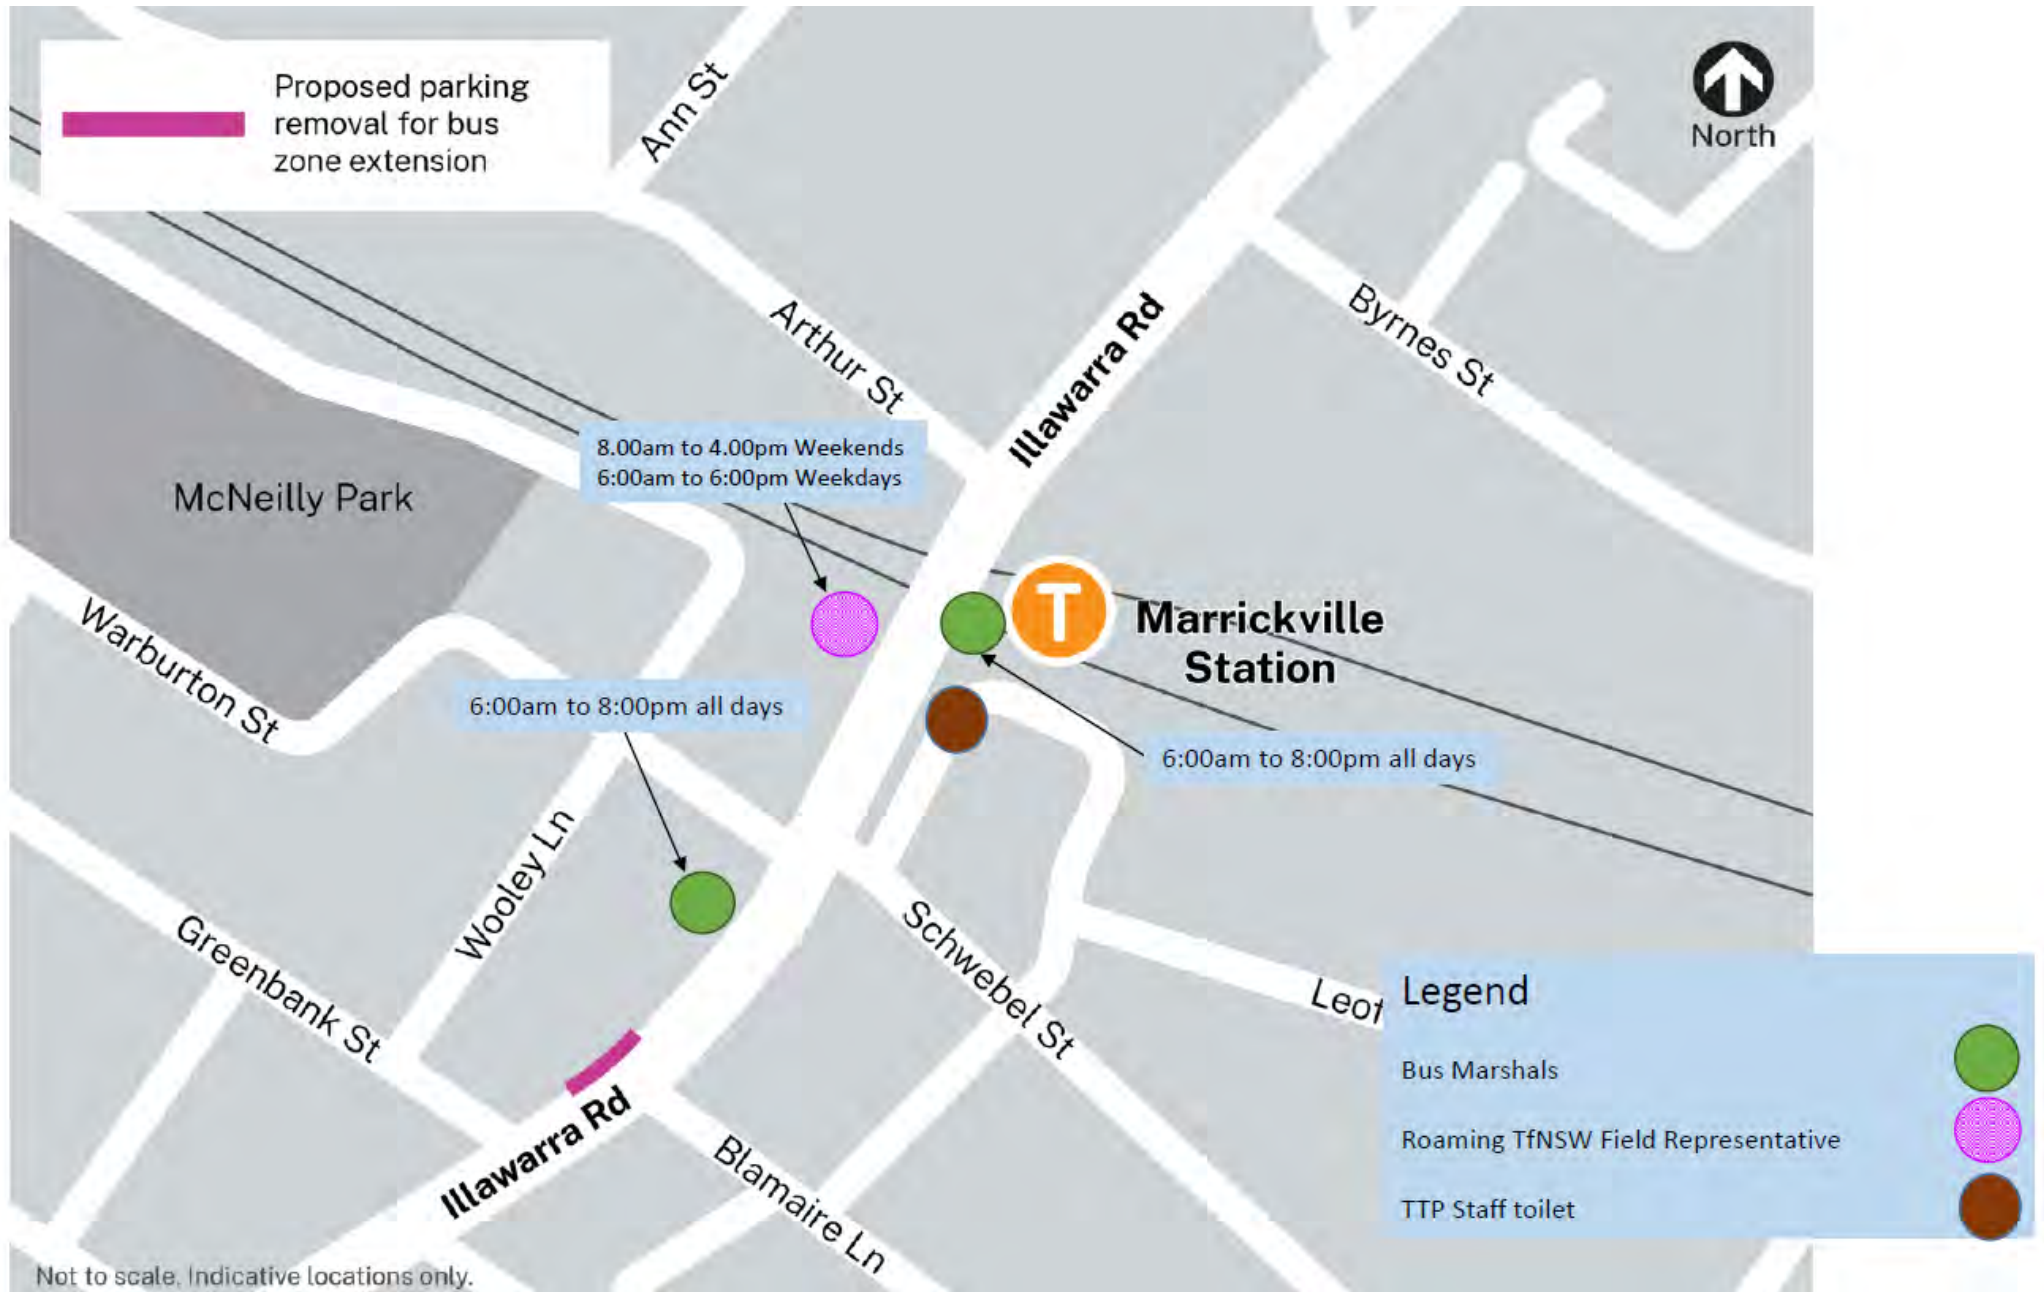 Proposed parking
removal for bus
zone extension
Ann St
North
Arthur St
Illawarra Rd
Byrnes St
8.00am to 4.00pm Weekends
6:00am to 6:00pm Weekdays
McNeilly Park
T
Marrickville
Station
Warburton St
6:00am to 8:00pm all days
6:00am to 8:00pm all days
Wooley Ln
Greenbank St
Schwebel St
Leof
Legend
Bus Marshals
Roaming TfNSW Field Representative
TTP Staff toilet
Illawarra Rd
Blamaire Ln
Not to scale. Indicative locations only.